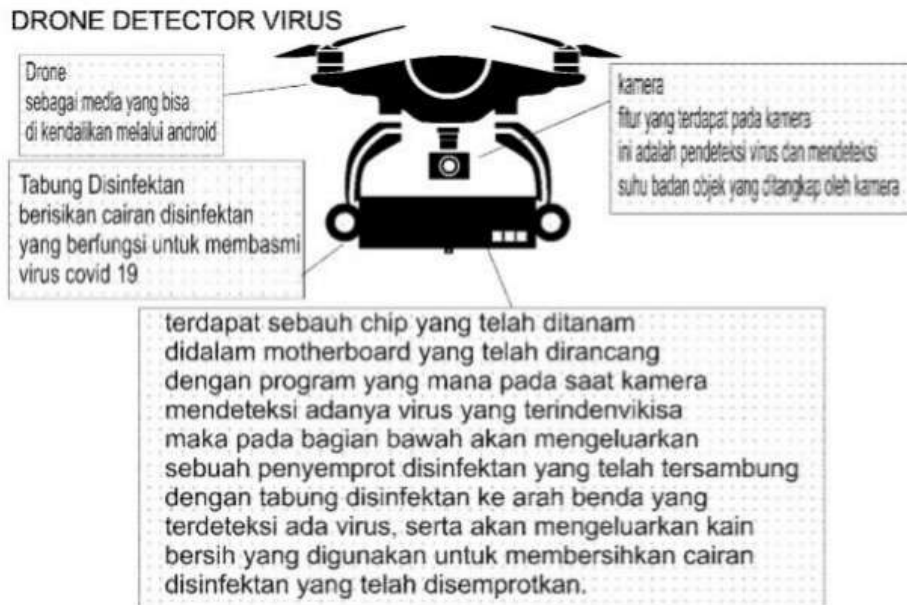 DRONE DETECTOR VIRUS
Drone
sebagai media yang bisa
di kendalikan melalui android
kamera
fitur yang terdapat pada kamera
ini adalah pendeteksi virus dan mendeteksi
suhu badan objek yang ditangkap oleh kamera
Tabung Disinfektan
berisikan cairan disinfektan
yang berfungsi untuk membasmi
virus covid 19
terdapat sebauh chip yang telah ditanam
didalam motherboard yang telah dirancang
dengan program yang mana pada saat kamera
mendeteksi adanya virus yang terindenvikisa
maka pada bagian bawah akan mengeluarkan
sebuah penyemprot disinfektan yang telah tersambung
dengan tabung disinfektan ke arah benda yang
terdeteksi ada virus, serta akan mengeluarkan kain
bersih yang digunakan untuk membersihkan cairan
disinfektan yang telah disemprotkan.